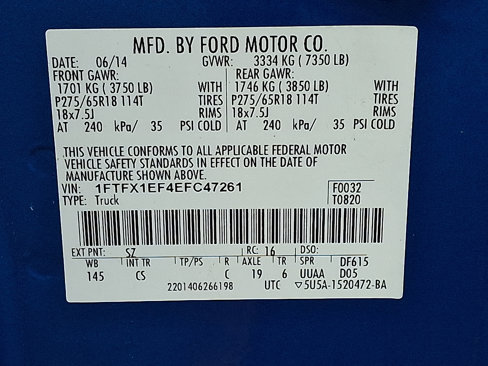 MFD. BY FORD MOTOR CO.
DATE: 06/14 GVWR: 3334 KG ( 7350 LB)
FRONT GAWR: REAR GAWR:
1701 KG ( 3750 LB) WITH 1746 KG ( 3850 LB) WITH
P275/65R18 114T TIRES P275/65R18 114T TIRES
18x7.5J RIMS 18x7.5J RIMS
AT 240 kPa/ 35 PSI COLD AT 240 kPa/ 35 PSI COLD
THIS VEHICLE CONFORMS TO ALL APPLICABLE FEDERAL MOTOR
VEHICLE SAFETY STANDARDS IN EFFECT ON THE DATE OF
MANUFACTURE SHOWN ABOVE.
VIN: 1FTFX1EF4EFC47261 F0032
TYPE: Truck T0820
EXT PNT: SZ RC: 16 DSO:
WB INT TR TP/PS R AXLE TR SPR DF615
145 CS C 19 6 UUAA D05
2201406266198 UTC ▽5U5A-1520472-BA